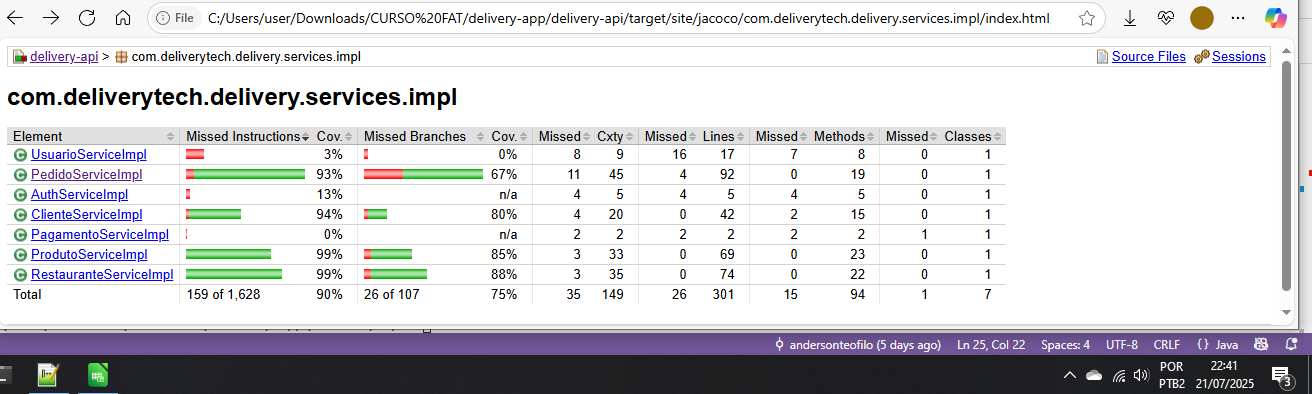 File C:/Users/user/Downloads/CURSO%20FAT/delivery-app/delivery-api/target/site/jacoco/com.deliverytech.delivery.services.impl/index.html
delivery-api > com.deliverytech.delivery.services.impl Source Files Sessions
com.deliverytech.delivery.services.impl
Element Missed Instructions Cov. Missed Branches Cov. Missed Cxty Missed Lines Missed Methods Missed Classes
UsuarioServiceImpl 3% 0% 8 9 16 17 7 8 0 1
PedidoServiceImpl 93% 67% 11 45 4 92 0 19 0 1
AuthServiceImpl 13% n/a 4 5 4 5 4 5 0 1
ClienteServiceImpl 94% 80% 4 20 0 42 2 15 0 1
PagamentoServiceImpl 0% n/a 2 2 2 2 2 2 1 1
ProdutoServiceImpl 99% 85% 3 33 0 69 0 23 0 1
RestauranteServiceImpl 99% 88% 3 35 0 74 0 22 0 1
Total 159 of 1,628 90% 26 of 107 75% 35 149 26 301 15 94 1 7
andersonteofilo (5 days ago) Ln 25, Col 22 Spaces: 4 UTF-8 CRLF {} Java
POR 22:41
PTB2 21/07/2025 3